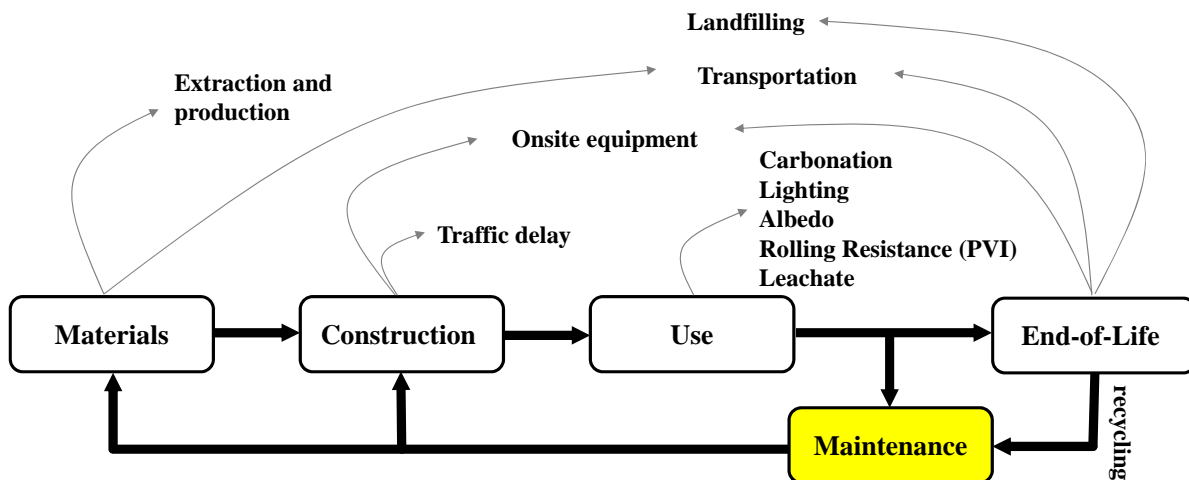 Landfilling
Transportation
Extraction and
production
Onsite equipment
Carbonation
Lighting
Albedo
Rolling Resistance (PVI)
Leachate
Traffic delay
Materials
Construction
Use
End-of-Life
recycling
Maintenance